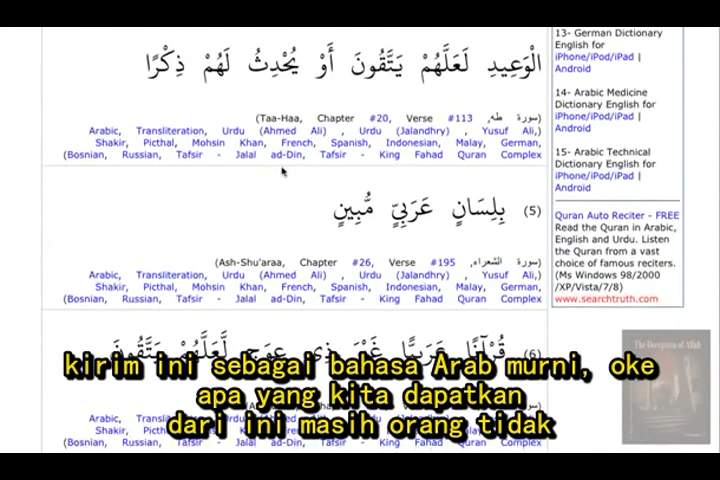 الْوَعِيدِ لَعَلَّهُمْ يَتَّقُونَ أَوْ يُحْدِثُ لَهُمْ ذِكْرًا
(Taa-Haa, Chapter #20, Verse #113 سورة طه,)
Arabic, Transliteration, Urdu (Ahmed Ali) , Urdu (Jalandhry) , Yusuf Ali,)
Shakir, Picthal, Mohsin Khan, French, Spanish, Indonesian, Malay, German,
(Bosnian, Russian, Tafsir - Jalal ad-Din, Tafsir - King Fahad Quran Complex
(5) بِلِسَانٍ عَرَبِيٍّ مُّبِينٍ
(Ash-Shu'araa, Chapter #26, Verse #195 سورة الشعراء,)
Arabic, Transliteration, Urdu (Ahmed Ali) , Urdu (Jalandhry) , Yusuf Ali,)
Shakir, Picthal, Mohsin Khan, French, Spanish, Indonesian, Malay, German,
(Bosnian, Russian, Tafsir - Jalal ad-Din, Tafsir - King Fahad Quran Complex
(6) قُرْآنًا عَرَبِيًّا غَيْرَ ذِي عِوَجٍ لَّعَلَّهُمْ يَتَّقُونَ
Arabic,
Shakir,
(Bosnian, Russian, Tafsir - Jalal ad-Din, Tafsir - King Fahad Quran Complex
13- German Dictionary
English for
iPhone/iPod/iPad |
Android
14- Arabic Medicine
Dictionary English for
iPhone/iPod/iPad |
Android
15- Arabic Technical
Dictionary English for
iPhone/iPod/iPad |
Android
Quran Auto Reciter - FREE
Read the Quran in Arabic,
English and Urdu. Listen
the Quran from a vast
choice of famous reciters.
(Ms Windows 98/2000
/XP/Vista/7/8)
www.searchtruth.com
The Deception of Allah
kirim ini sebagai bahasa Arab murni, oke
apa yang kita dapatkan
dari ini masih orang tidak